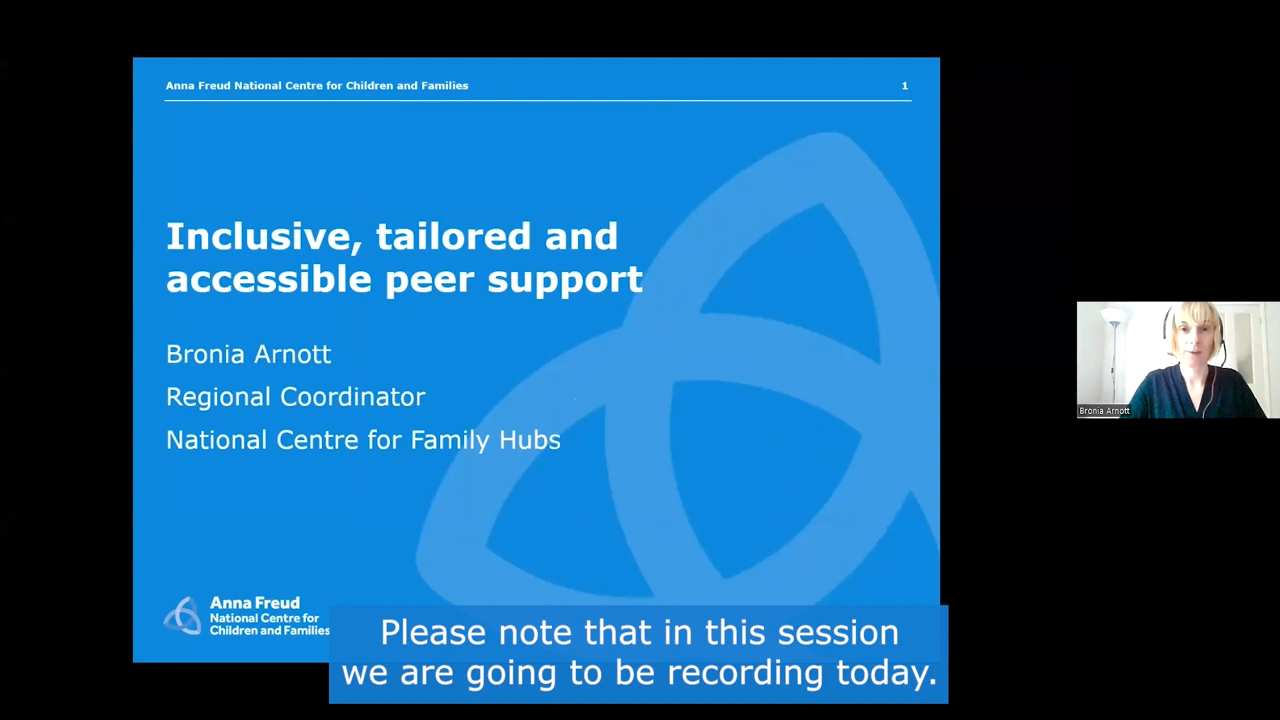 Anna Freud National Centre for Children and Families
1
Inclusive, tailored and
accessible peer support
Bronia Arnott
Regional Coordinator
National Centre for Family Hubs
Anna Freud
National Centre for
Children and Families
Please note that in this session
we are going to be recording today.
Bronia Arnott